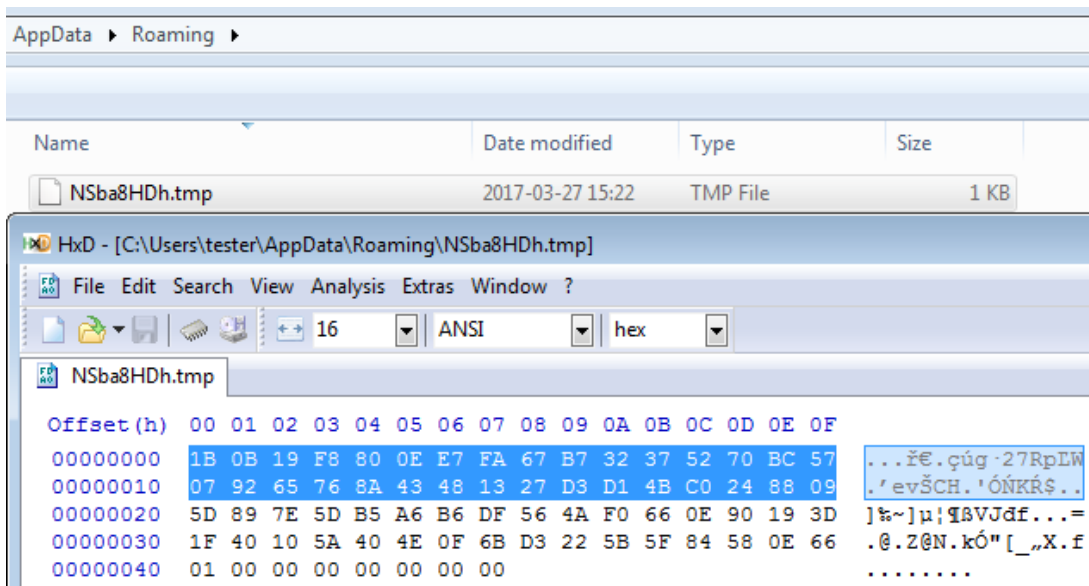 AppData ▸ Roaming ▸
Name Date modified Type Size
NSba8HDh.tmp 2017-03-27 15:22 TMP File 1 KB
HxD - [C:\Users\tester\AppData\Roaming\NSba8HDh.tmp]
File Edit Search View Analysis Extras Window ?
16 ANSI hex
NSba8HDh.tmp
Offset(h) 00 01 02 03 04 05 06 07 08 09 0A 0B 0C 0D 0E 0F
00000000 1B 0B 19 F8 80 0E E7 FA 67 B7 32 37 52 70 BC 57 ...ř€.çúg·27RpĽW
00000010 07 92 65 76 8A 43 48 13 27 D3 D1 4B C0 24 88 09 .’evŠCH.'ÓŃKŔ$..
00000020 5D 89 7E 5D B5 A6 B6 DF 56 4A F0 66 0E 90 19 3D ]‰~]µ¦¶ßVJđf...=
00000030 1F 40 10 5A 40 4E 0F 6B D3 22 5B 5F 84 58 0E 66 .@.Z@N.kÓ"[_„X.f
00000040 01 00 00 00 00 00 00 00 ........